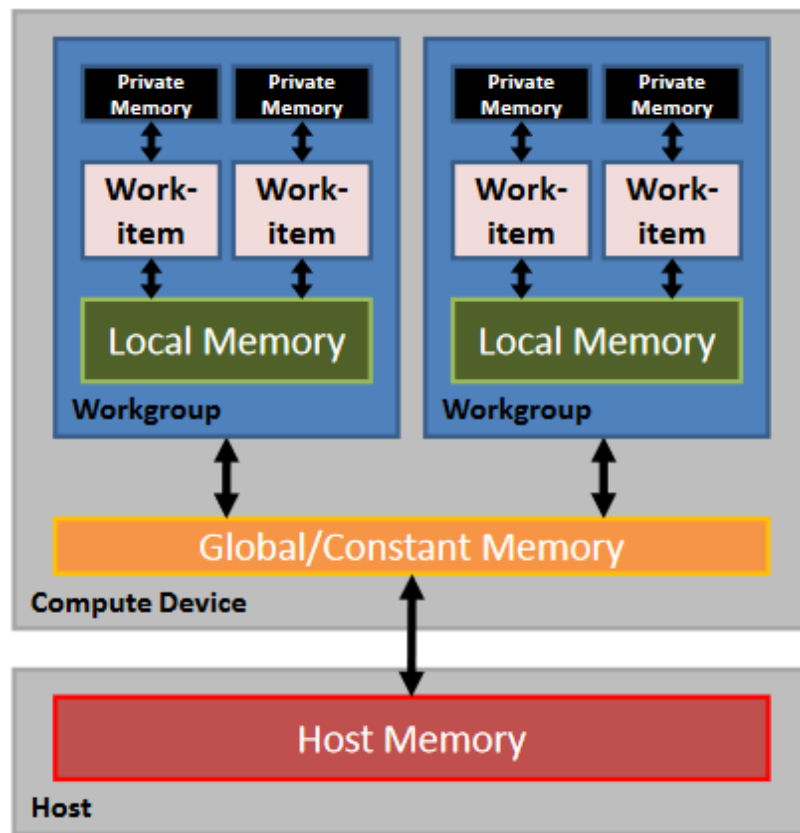 Private Memory
Private Memory
Private Memory
Private Memory
Work-item
Work-item
Work-item
Work-item
Local Memory
Local Memory
Workgroup
Workgroup
Global/Constant Memory
Compute Device
Host Memory
Host